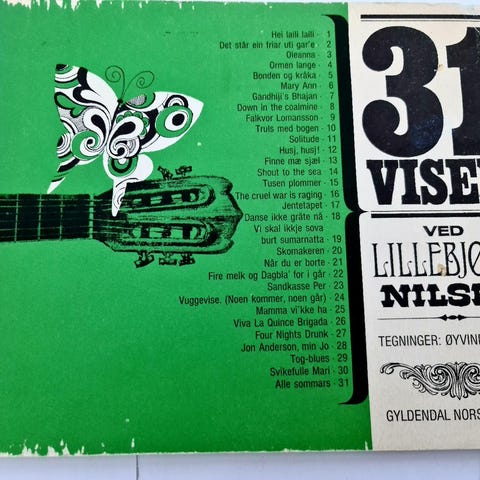 Hei laili laili · 1
Det står ein friar uti gar'e · 2
Oleanna · 3
Ormen lange · 4
Bonden og kråka · 5
Mary Ann · 6
Gandhiji's Bhajan · 7
Down in the coalmine · 8
Falkvor Lomansson · 9
Truls med bogen · 10
Solitude · 11
Husj, husj! · 12
Finne mæ sjæl · 13
Shout to the sea · 14
Tusen plommer · 15
The cruel war is raging · 16
Jentetapet · 17
Danse ikke gråte nå · 18
Vi skal ikkje sova
burt sumarnatta · 19
Skomakeren · 20
Når du er borte · 21
Fire melk og Dagbla' for i går · 22
Sandkasse Per · 23
Vuggevise. (Noen kommer, noen går) · 24
Mamma vi'kke ha · 25
Viva La Quince Brigada · 26
Four Nights Drunk · 27
Jon Anderson, min Jo · 28
Tog-blues · 29
Svikefulle Mari · 30
Alle sommars · 31
31
VISE
VED
LILLEBJØ
NILS
TEGNINGER: ØYVIN
GYLDENDAL NORS